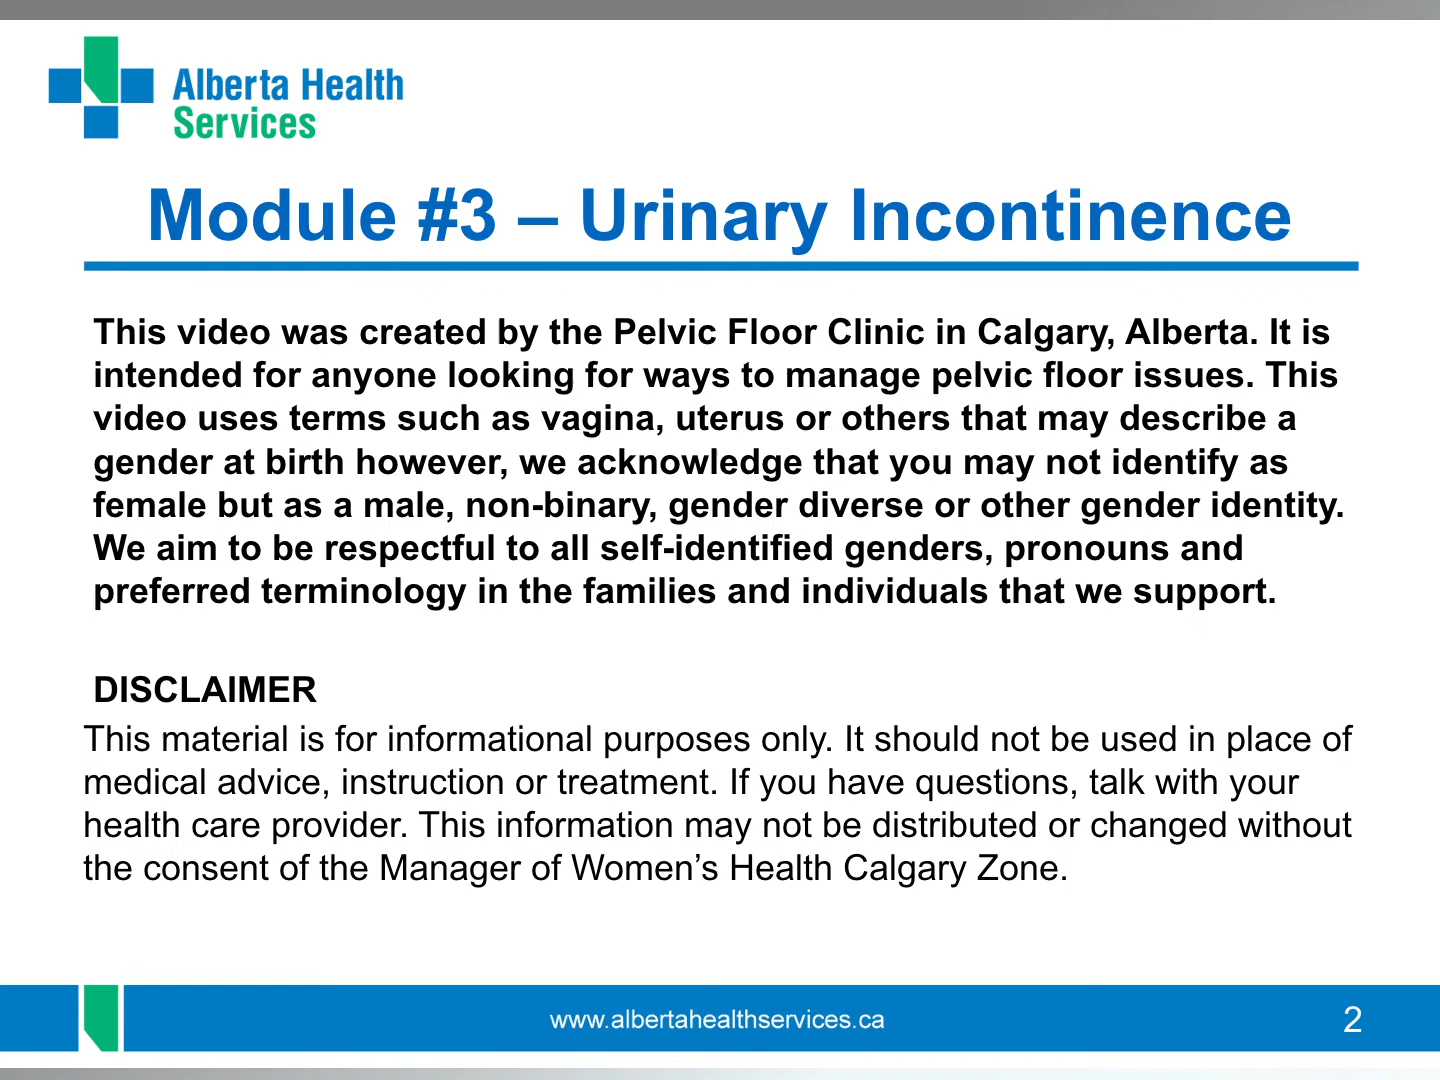 Alberta Health
Services
Module #3 – Urinary Incontinence
This video was created by the Pelvic Floor Clinic in Calgary, Alberta. It is
intended for anyone looking for ways to manage pelvic floor issues. This
video uses terms such as vagina, uterus or others that may describe a
gender at birth however, we acknowledge that you may not identify as
female but as a male, non-binary, gender diverse or other gender identity.
We aim to be respectful to all self-identified genders, pronouns and
preferred terminology in the families and individuals that we support.
DISCLAIMER
This material is for informational purposes only. It should not be used in place of
medical advice, instruction or treatment. If you have questions, talk with your
health care provider. This information may not be distributed or changed without
the consent of the Manager of Women’s Health Calgary Zone.
www.albertahealthservices.ca
2